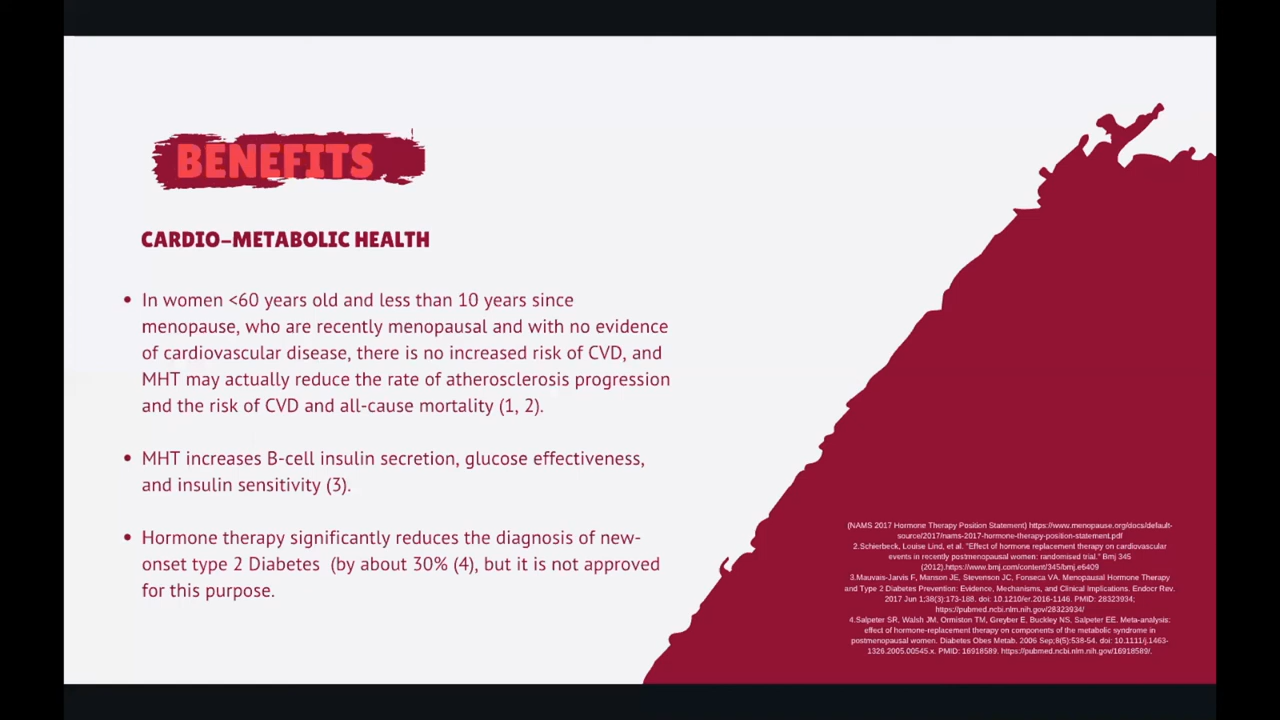 BENEFITS
CARDIO–METABOLIC HEALTH
• In women <60 years old and less than 10 years since
menopause, who are recently menopausal and with no evidence
of cardiovascular disease, there is no increased risk of CVD, and
MHT may actually reduce the rate of atherosclerosis progression
and the risk of CVD and all-cause mortality (1, 2).
• MHT increases B-cell insulin secretion, glucose effectiveness,
and insulin sensitivity (3).
• Hormone therapy significantly reduces the diagnosis of new-
onset type 2 Diabetes (by about 30% (4), but it is not approved
for this purpose.
(NAMS 2017 Hormone Therapy Position Statement) https://www.menopause.org/docs/default-
source/2017/nams-2017-hormone-therapy-position-statement.pdf
2.Schierbeck, Louise Lind, et al. "Effect of hormone replacement therapy on cardiovascular
events in recently postmenopausal women: randomised trial." Bmj 345
(2012).https://www.bmj.com/content/345/bmj.e6409
3.Mauvais-Jarvis F, Manson JE, Stevenson JC, Fonseca VA. Menopausal Hormone Therapy
and Type 2 Diabetes Prevention: Evidence, Mechanisms, and Clinical Implications. Endocr Rev.
2017 Jun 1;38(3):173-188. doi: 10.1210/er.2016-1146. PMID: 28323934;
https://pubmed.ncbi.nlm.nih.gov/28323934/
4.Salpeter SR, Walsh JM, Ormiston TM, Greyber E, Buckley NS, Salpeter EE. Meta-analysis:
effect of hormone-replacement therapy on components of the metabolic syndrome in
postmenopausal women. Diabetes Obes Metab. 2006 Sep;8(5):538-54. doi: 10.1111/j.1463-
1326.2005.00545.x. PMID: 16918589. https://pubmed.ncbi.nlm.nih.gov/16918589/.